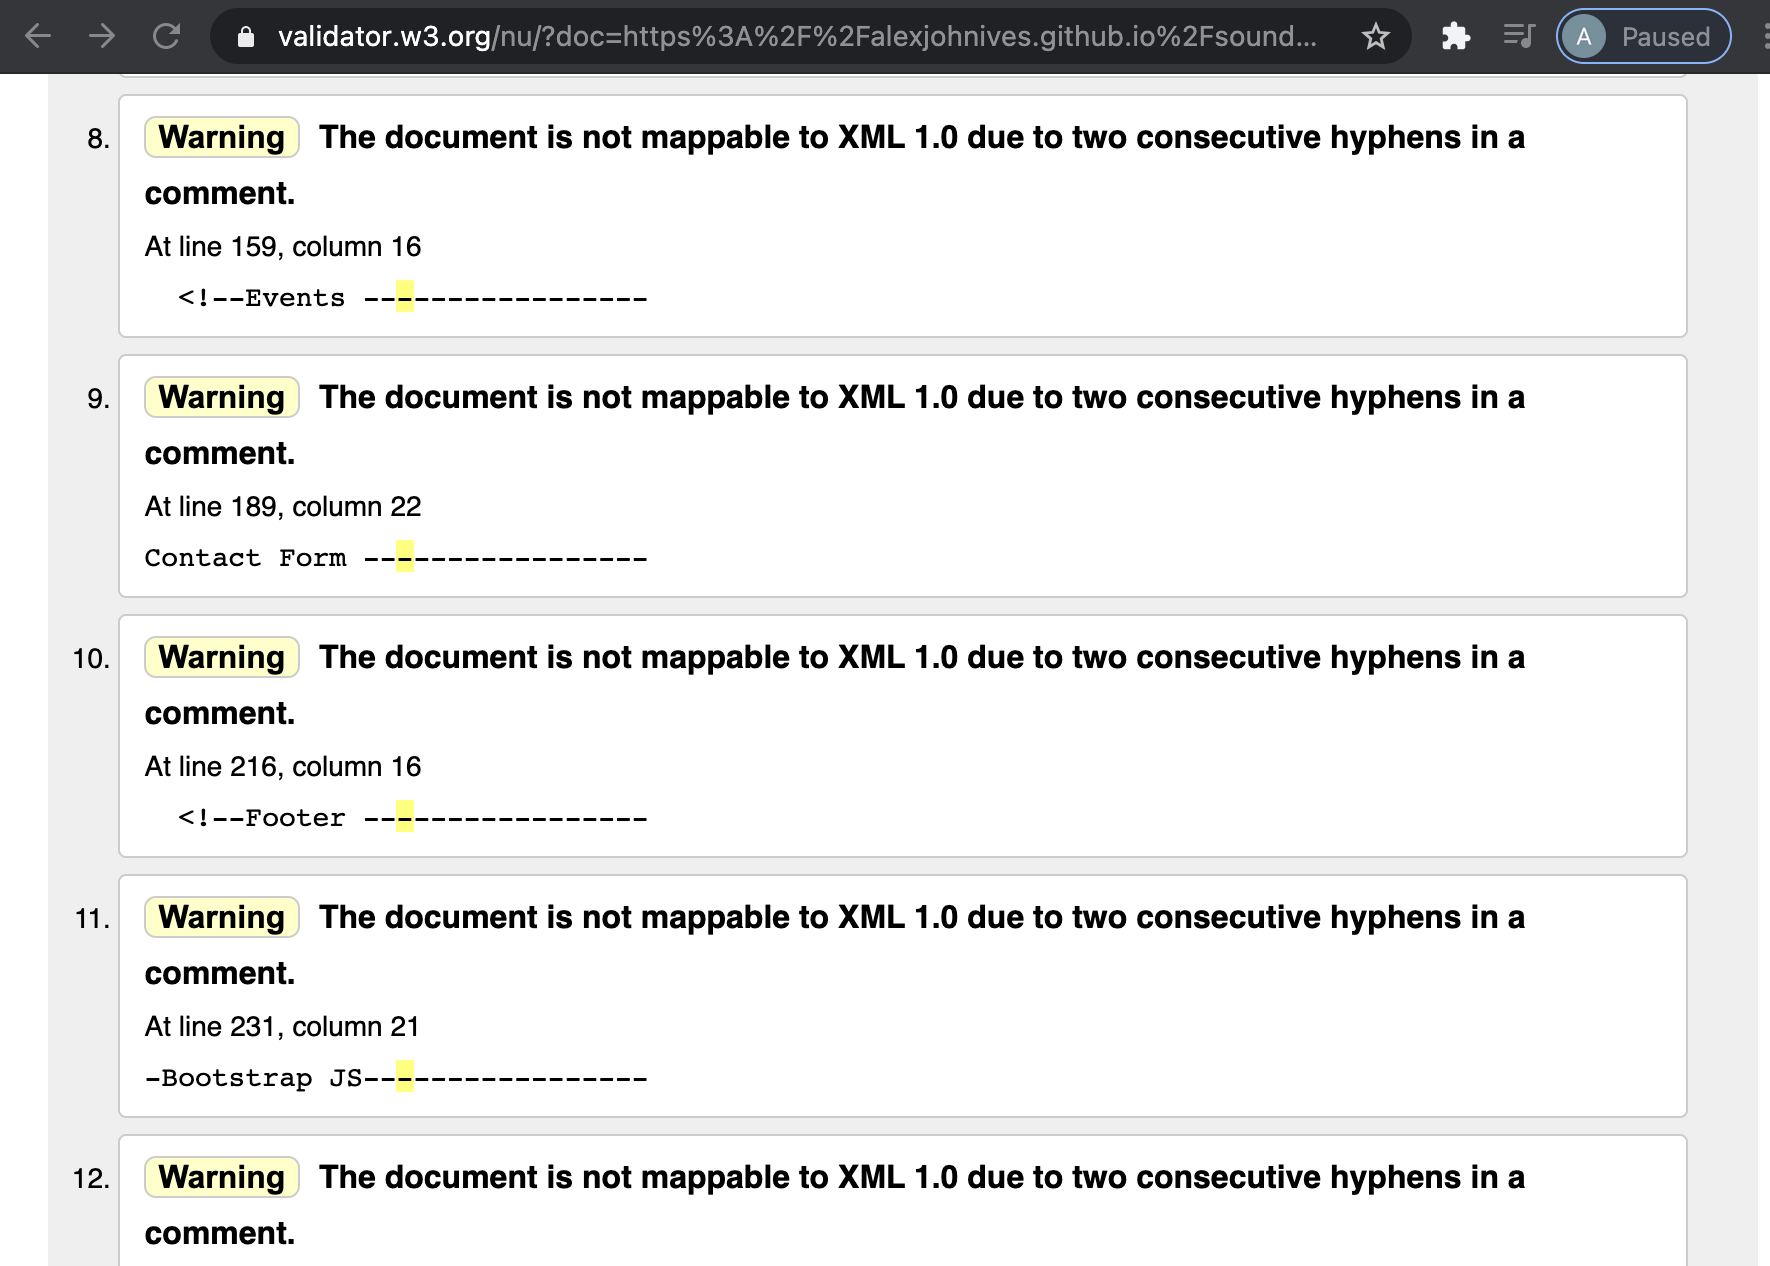 validator.w3.org/nu/?doc=https%3A%2F%2Falexjohnives.github.io%2Fsound... A Paused
8. Warning The document is not mappable to XML 1.0 due to two consecutive hyphens in a
comment.
At line 159, column 16
<!--Events -----------------
9. Warning The document is not mappable to XML 1.0 due to two consecutive hyphens in a
comment.
At line 189, column 22
Contact Form -----------------
10. Warning The document is not mappable to XML 1.0 due to two consecutive hyphens in a
comment.
At line 216, column 16
<!--Footer -----------------
11. Warning The document is not mappable to XML 1.0 due to two consecutive hyphens in a
comment.
At line 231, column 21
-Bootstrap JS-----------------
12. Warning The document is not mappable to XML 1.0 due to two consecutive hyphens in a
comment.